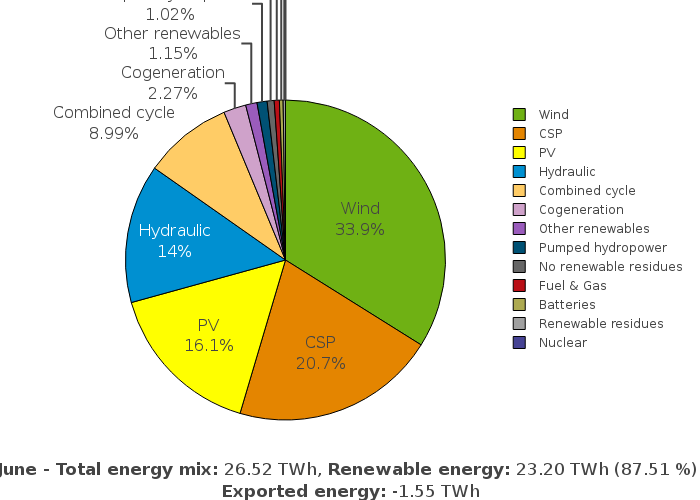 1.02%
Other renewables
1.15%
Cogeneration
2.27%
Combined cycle
8.99%
Wind
33.9%
Hydraulic
14%
PV
16.1%
CSP
20.7%
Wind
CSP
PV
Hydraulic
Combined cycle
Cogeneration
Other renewables
Pumped hydropower
No renewable residues
Fuel & Gas
Batteries
Renewable residues
Nuclear
June - Total energy mix: 26.52 TWh, Renewable energy: 23.20 TWh (87.51 %)
Exported energy: -1.55 TWh